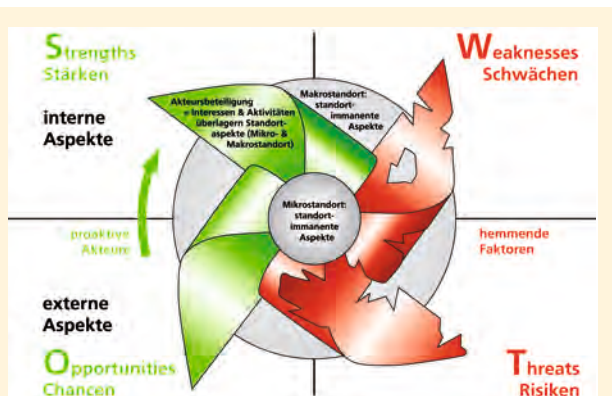 Strengths
Stärken
Weaknesses
Schwächen
interne
Aspekte
Akteursbeteiligung
= Interessen & Aktivitäten
überlagern Standort-
aspekte (Mikro- &
Makrostandort)
Makrostandort:
standort-
immanente
Aspekte
Mikrostandort:
standort-
immanente
Aspekte
proaktive
Akteure
hemmende
Faktoren
externe
Aspekte
Opportunities
Chancen
Threats
Risiken